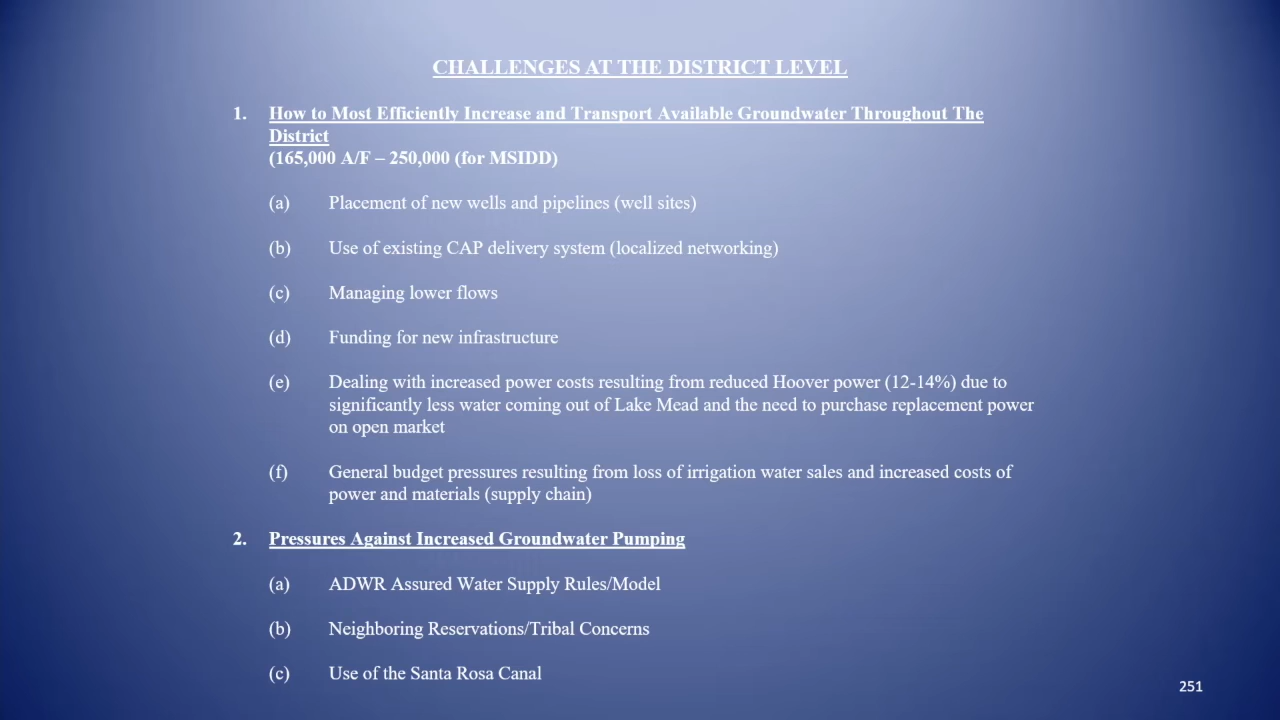 CHALLENGES AT THE DISTRICT LEVEL
1. How to Most Efficiently Increase and Transport Available Groundwater Throughout The
District
(165,000 A/F – 250,000 (for MSIDD)
(a) Placement of new wells and pipelines (well sites)
(b) Use of existing CAP delivery system (localized networking)
(c) Managing lower flows
(d) Funding for new infrastructure
(e) Dealing with increased power costs resulting from reduced Hoover power (12-14%) due to
significantly less water coming out of Lake Mead and the need to purchase replacement power
on open market
(f) General budget pressures resulting from loss of irrigation water sales and increased costs of
power and materials (supply chain)
2. Pressures Against Increased Groundwater Pumping
(a) ADWR Assured Water Supply Rules/Model
(b) Neighboring Reservations/Tribal Concerns
(c) Use of the Santa Rosa Canal
251